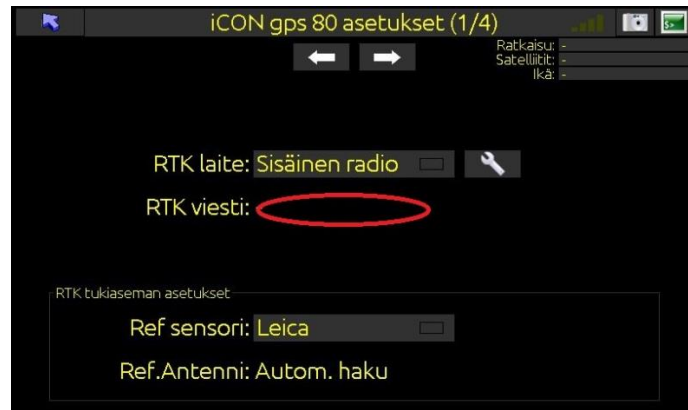 iCON gps 80 asetukset (1/4)
Ratkaisu: -
Satelliitit: -
Ikä: -
RTK laite: Sisäinen radio
RTK viesti: -
RTK tukiaseman asetukset
Ref sensori: Leica
Ref.Antenni: Autom. haku